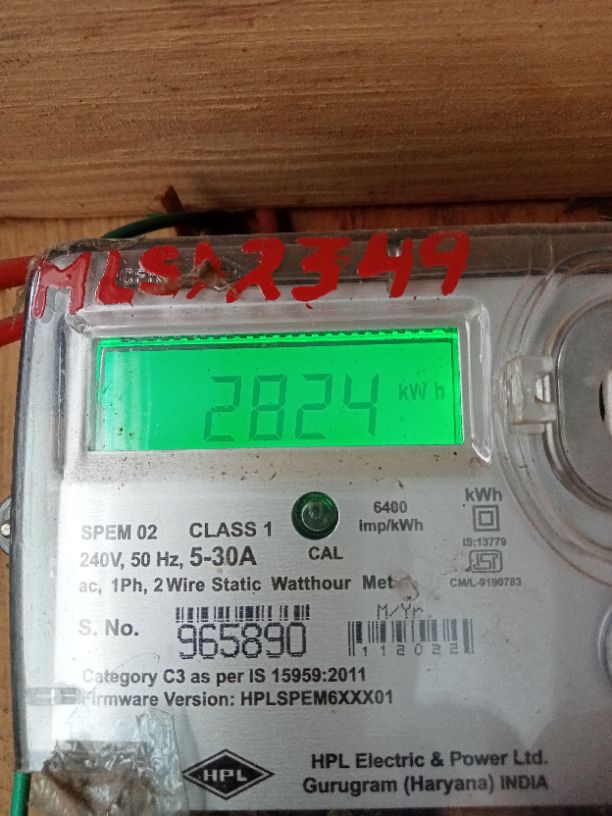 MLSA2349
2824 kWh
SPEM 02 CLASS 1
6400
imp/kWh
kWh
240V, 50 Hz, 5-30A
CAL
IS:13779
ac, 1Ph, 2 Wire Static Watthour
CM/L-9190783
M/Yr.
S. No. 965890
112022
Category C3 as per IS 15959:2011
Firmware Version: HPLSPEM6XXX01
HPL
HPL Electric & Power Ltd.
Gurugram (Haryana) INDIA